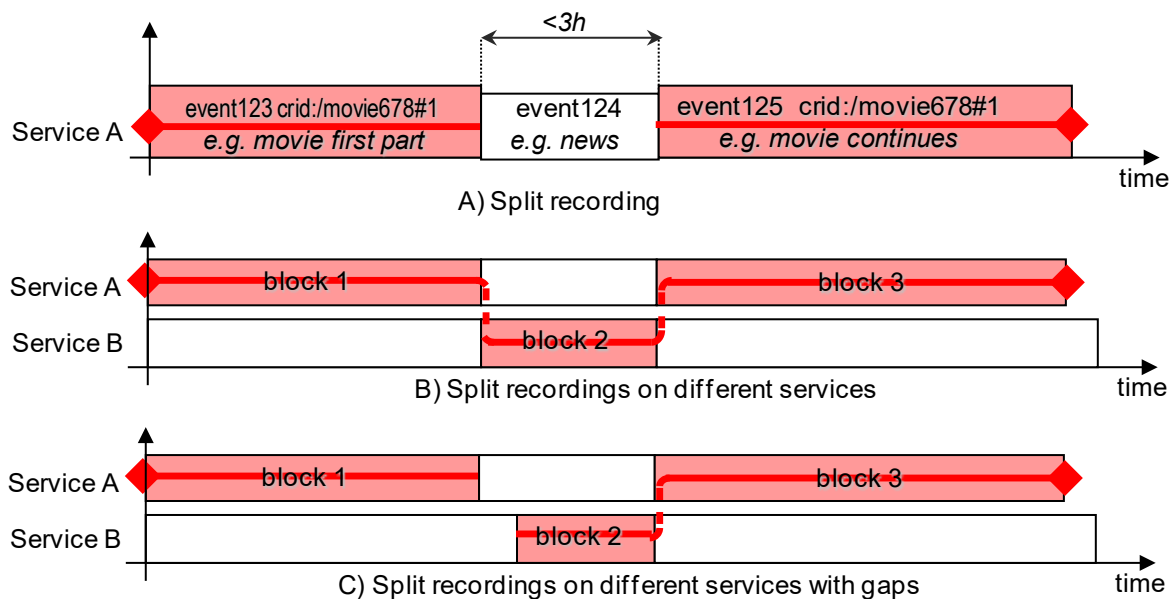 <3h
event123 crid:/movie678#1
e.g. movie first part
event124
e.g. news
event125 crid:/movie678#1
e.g. movie continues
Service A
time
A) Split recording
Service A
block 1
block 3
Service B
block 2
time
B) Split recordings on different services
Service A
block 1
block 3
Service B
block 2
time
C) Split recordings on different services with gaps